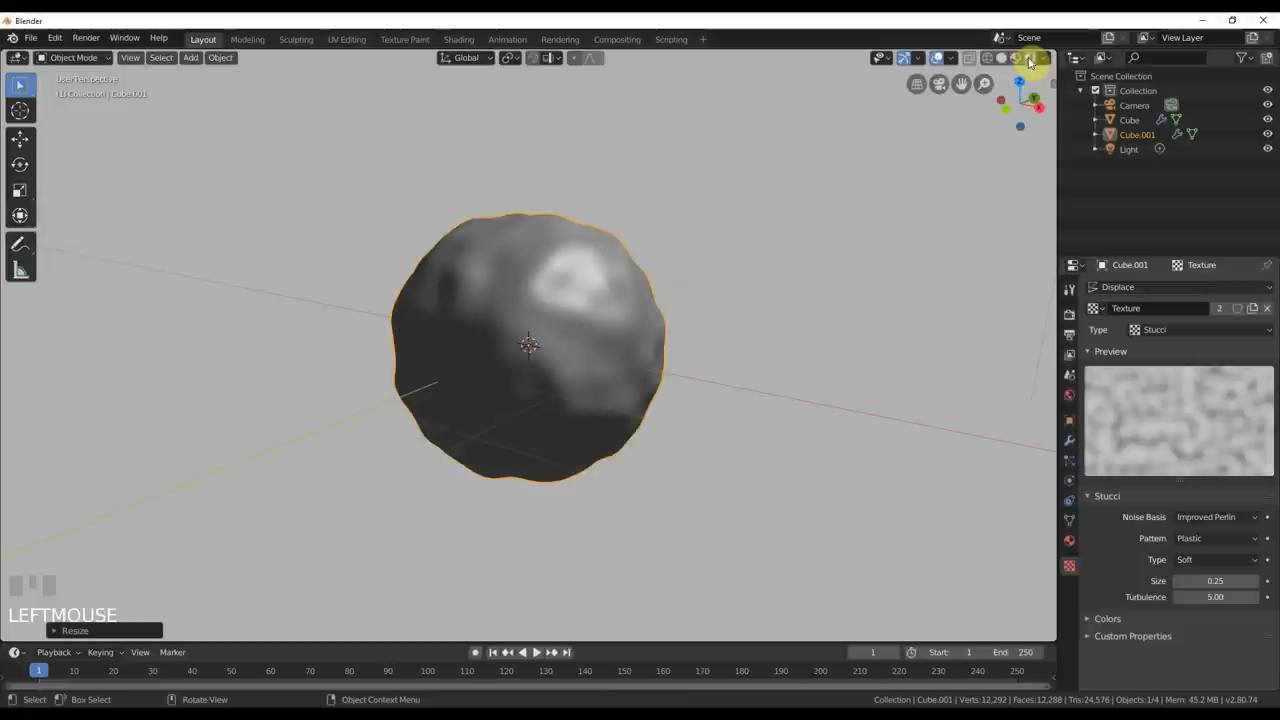 Blender
File Edit Render Window Help Layout Modeling Sculpting UV Editing Texture Paint Shading Animation Rendering Compositing Scripting + Scene View Layer
Object Mode View Select Add Object Global
User Perspective
(1) Collection | Cube.001
Scene Collection
Collection
Camera
Cube
Cube.001
Light
Cube.001 Texture
Displace
Texture 2
Type Stucci
Preview
Stucci
Noise Basis Improved Perlin
Pattern Plastic
Type Soft
Size 0.25
Turbulence 5.00
Colors
Custom Properties
LEFTMOUSE
Resize
Playback Keying View Marker 1 Start: 1 End: 250
1 10 20 30 40 50 60 70 80 90 100 110 120 130 140 150 160 170 180 190 200 210 220 230 240 250
Select Box Select Rotate View Object Context Menu Collection | Cube.001 | Verts:12,292 | Faces:12,288 | Tris:24,576 | Objects:1/4 | Mem: 45.2 MB | v2.80.74